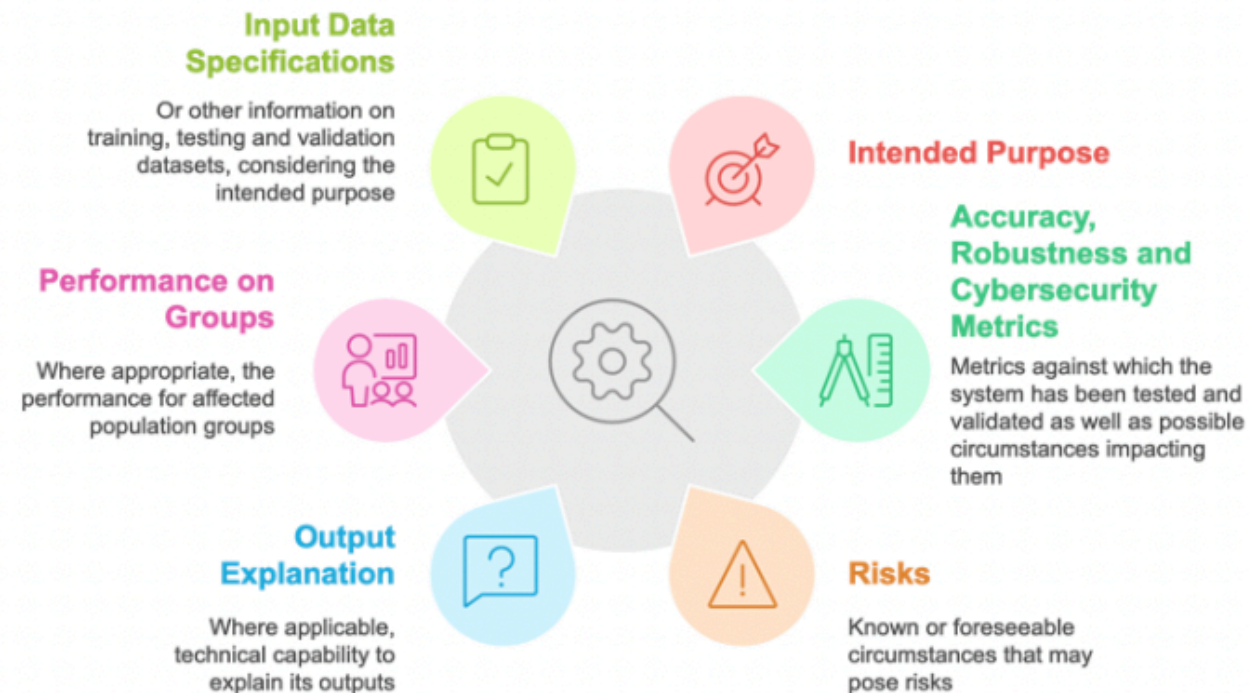 Input Data
Specifications
Or other information on
training, testing and validation
datasets, considering the
intended purpose
Intended Purpose
Accuracy,
Robustness and
Cybersecurity
Metrics
Metrics against which the
system has been tested and
validated as well as possible
circumstances impacting
them
Performance on
Groups
Where appropriate, the
performance for affected
population groups
Output
Explanation
Where applicable,
technical capability to
explain its outputs
?
Risks
Known or foreseeable
circumstances that may
pose risks
!